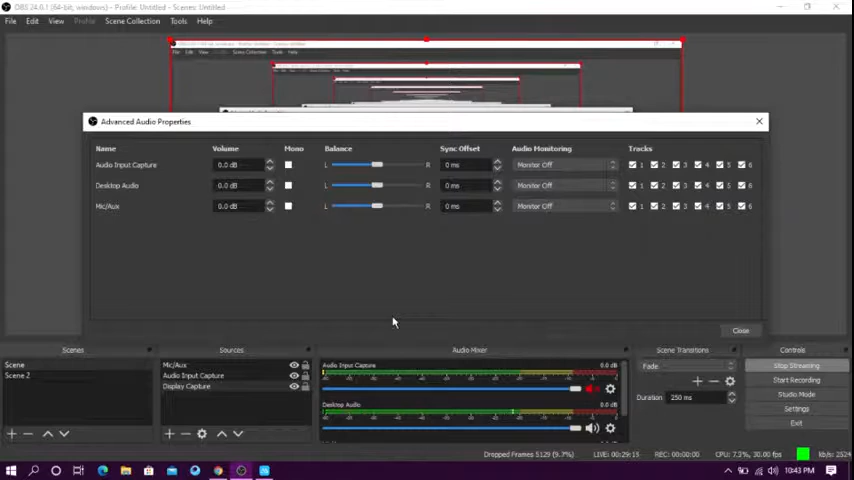 OBS 24.0.1 (64-bit, windows) - Profile: Untitled - Scenes: Untitled
File Edit View Profile Scene Collection Tools Help
Advanced Audio Properties
Name Volume Mono Balance Sync Offset Audio Monitoring Tracks
Audio Input Capture 0.0 dB L R 0 ms Monitor Off 1 2 3 4 5 6
Desktop Audio 0.0 dB L R 0 ms Monitor Off 1 2 3 4 5 6
Mic/Aux 0.0 dB L R 0 ms Monitor Off 1 2 3 4 5 6
Close
Scenes Sources Audio Mixer Scene Transitions Controls
Scene
Scene 2
Mic/Aux
Audio Input Capture
Display Capture
Audio Input Capture 0.0 dB
Desktop Audio 0.0 dB
Fade
Duration 250 ms
Stop Streaming
Start Recording
Studio Mode
Settings
Exit
Dropped Frames 5129 (9.7%) LIVE: 00:29:15 REC: 00:00:00 CPU: 7.3%, 30.00 fps kb/s: 2524
10:43 PM